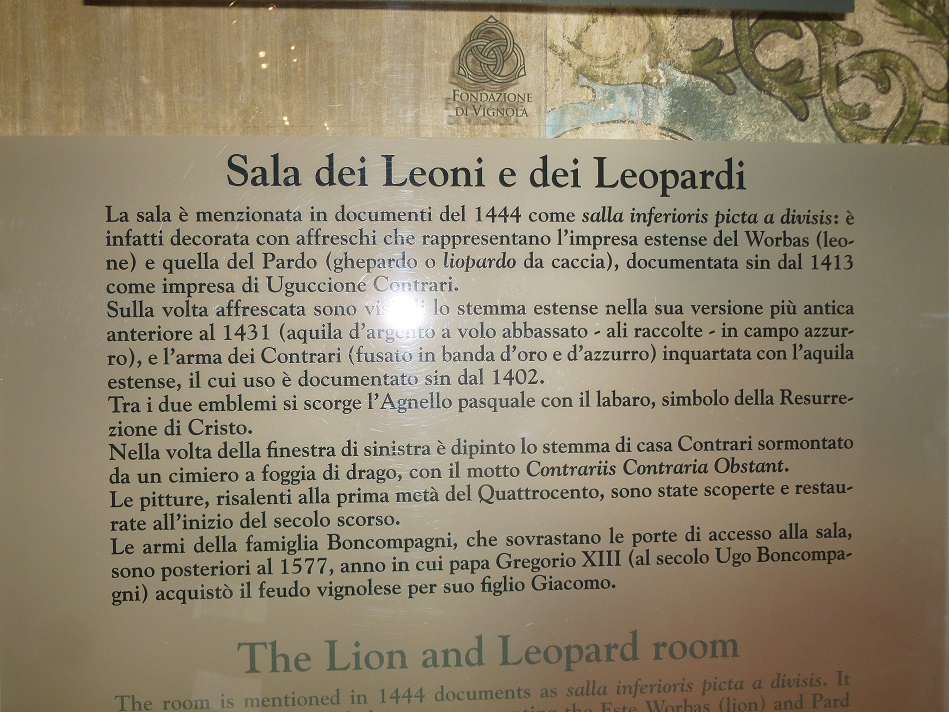 FONDAZIONE
DI VIGNOLA
Sala dei Leoni e dei Leopardi
La sala è menzionata in documenti del 1444 come salla inferioris picta a divisis: è
infatti decorata con affreschi che rappresentano l'impresa estense del Worbas (leo-
ne) e quella del Pardo (ghepardo o liopardo da caccia), documentata sin dal 1413
come impresa di Uguccione Contrari.
Sulla volta affrescata sono lo stemma estense nella sua versione più antica
anteriore al 1431 (aquila d'argento a volo abbassato - ali raccolte - in campo azzur-
ro), e l'arma dei Contrari (fusato in banda d'oro e d'azzurro) inquartata con l'aquila
estense, il cui uso è documentato sin dal 1402.
Tra i due emblemi si scorge l'Agnello pasquale con il labaro, simbolo della Resurre-
zione di Cristo.
Nella volta della finestra di sinistra è dipinto lo stemma di casa Contrari sormontato
da un cimiero a foggia di drago, con il motto Contrariis Contraria Obstant.
Le pitture, risalenti alla prima metà del Quattrocento, sono state scoperte e restau-
rate all'inizio del secolo scorso.
Le armi della famiglia Boncompagni, che sovrastano le porte di accesso alla sala,
sono posteriori al 1577, anno in cui papa Gregorio XIII (al secolo Ugo Boncompa-
gni) acquistò il feudo vignolese per suo figlio Giacomo.
The Lion and Leopard room
The room is mentioned in 1444 documents as salla inferioris picta a divisis. It
the Este Worbas (lion) and Pard